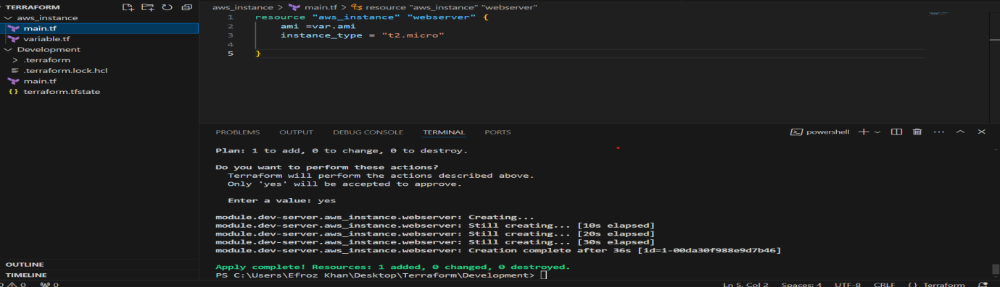 TERRAFORM
aws_instance
main.tf
variable.tf
Development
.terraform
.terraform.lock.hcl
main.tf
{} terraform.tfstate
OUTLINE
TIMELINE
aws_instance > main.tf > resource "aws_instance" "webserver"
1 resource "aws_instance" "webserver" {
2 ami =var.ami
3 instance_type = "t2.micro"
4
5 }
PROBLEMS OUTPUT DEBUG CONSOLE TERMINAL PORTS powershell
Plan: 1 to add, 0 to change, 0 to destroy.
Do you want to perform these actions?
Terraform will perform the actions described above.
Only 'yes' will be accepted to approve.
Enter a value: yes
module.dev-server.aws_instance.webserver: Creating...
module.dev-server.aws_instance.webserver: Still creating... [10s elapsed]
module.dev-server.aws_instance.webserver: Still creating... [20s elapsed]
module.dev-server.aws_instance.webserver: Still creating... [30s elapsed]
module.dev-server.aws_instance.webserver: Creation complete after 36s [id=i-00da30f988e9d7b46]
Apply complete! Resources: 1 added, 0 changed, 0 destroyed.
PS C:\Users\Efroz Khan\Desktop\Terraform\Development>
0 0 0 Ln 5, Col 2 Spaces: 4 UTF-8 CRLF {} Terraform